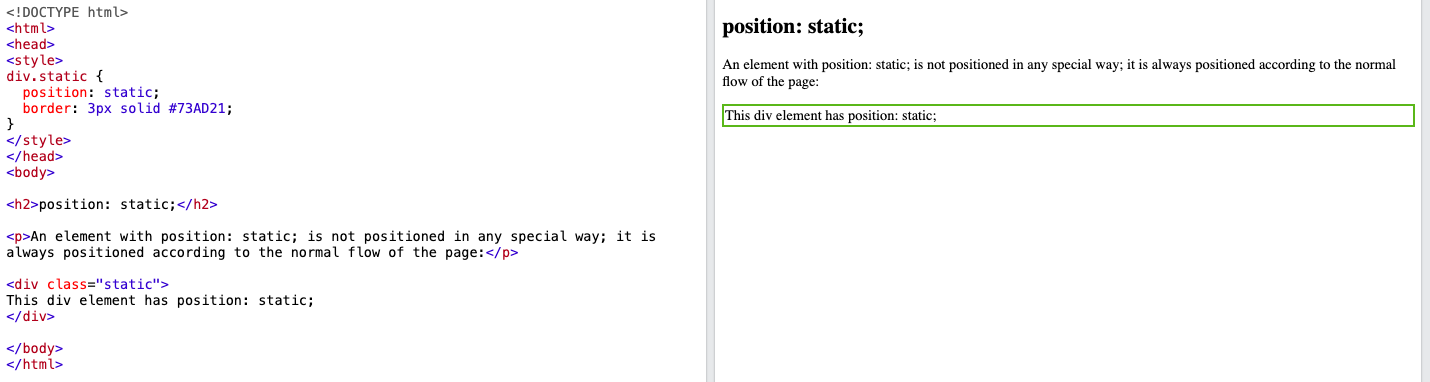 <!DOCTYPE html>
<html>
<head>
<style>
div.static {
  position: static;
  border: 3px solid #73AD21;
}
</style>
</head>
<body>

<h2>position: static;</h2>

<p>An element with position: static; is not positioned in any special way; it is
always positioned according to the normal flow of the page:</p>

<div class="static">
This div element has position: static;
</div>

</body>
</html>

position: static;
An element with position: static; is not positioned in any special way; it is always positioned according to the normal
flow of the page:
This div element has position: static;